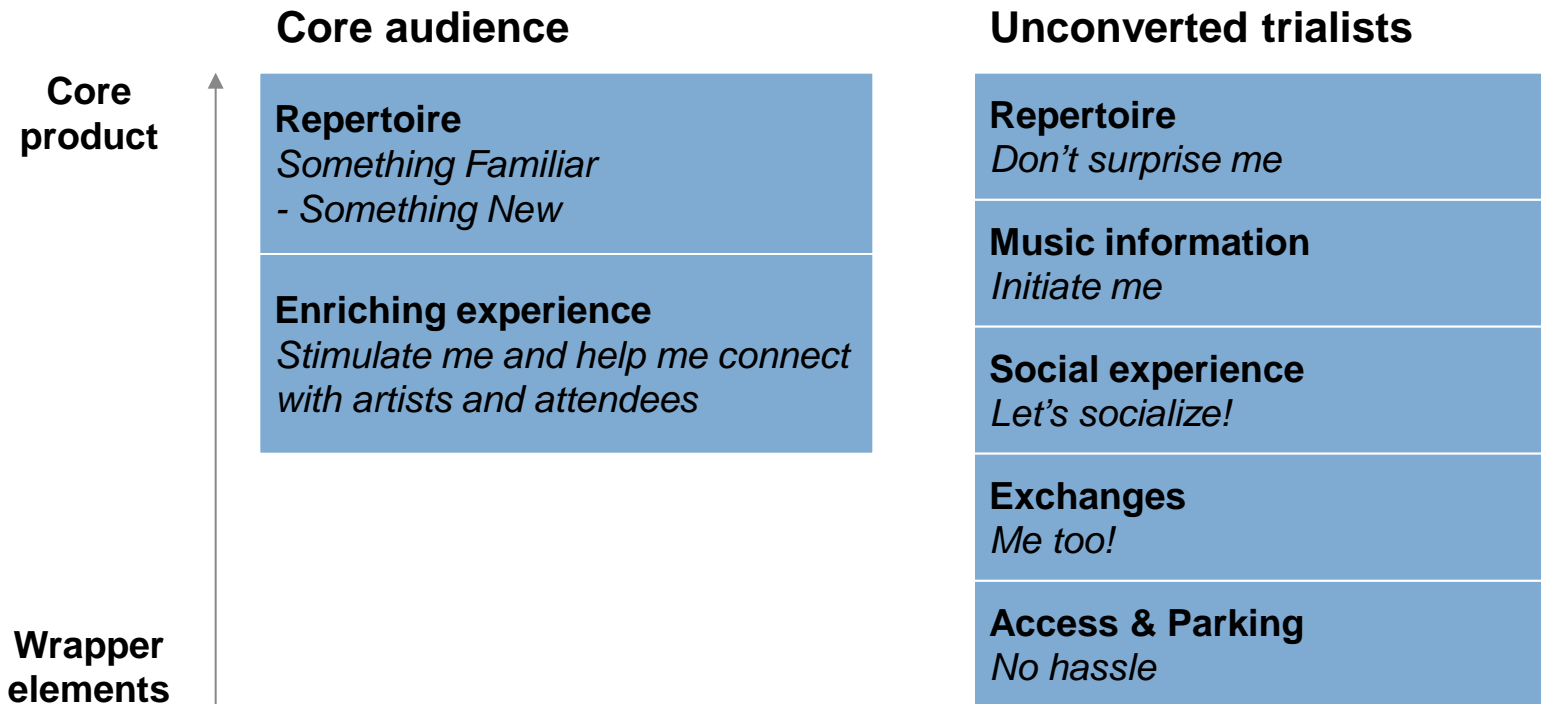 Core audience
Unconverted trialists
Core
product
Repertoire
Something Familiar
- Something New
Enriching experience
Stimulate me and help me connect
with artists and attendees
Repertoire
Don’t surprise me
Music information
Initiate me
Social experience
Let’s socialize!
Exchanges
Me too!
Access & Parking
No hassle
Wrapper
elements